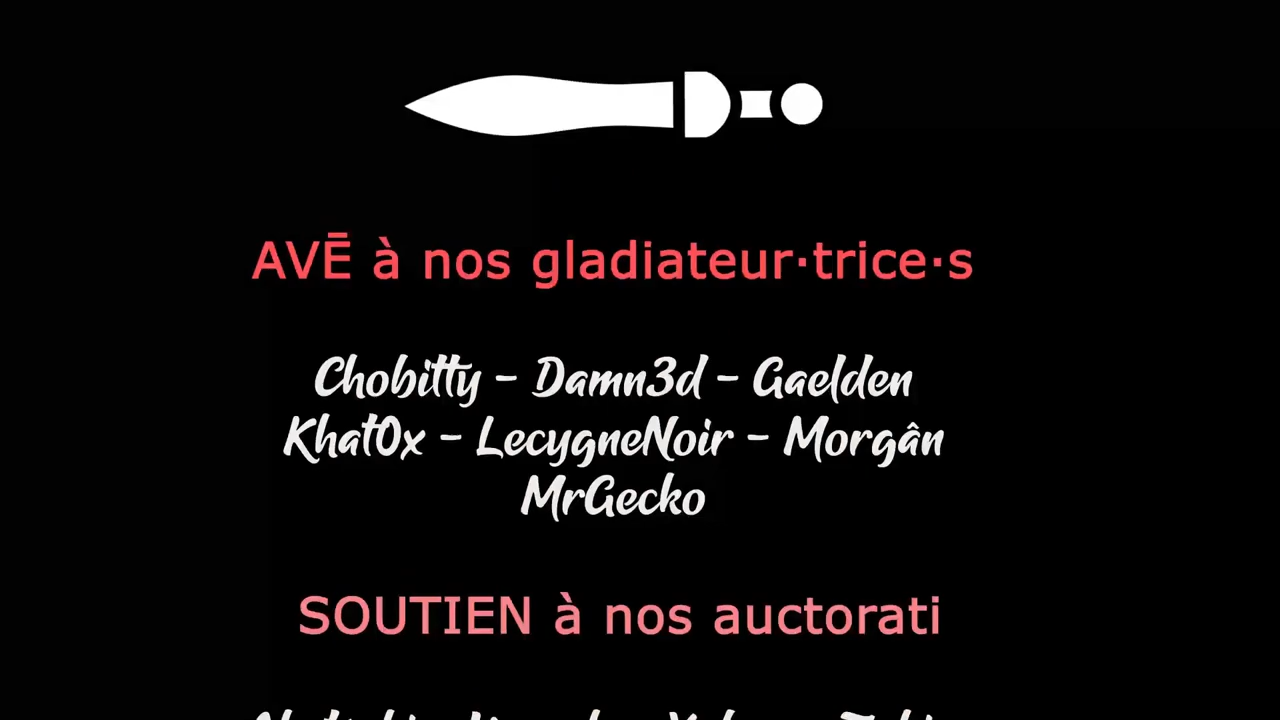 AVĒ à nos gladiateur·trice·s
Chobitty - Damn3d - Gaelden
Khat0x - LecygneNoir - Morgân
MrGecko
SOUTIEN à nos auctorati